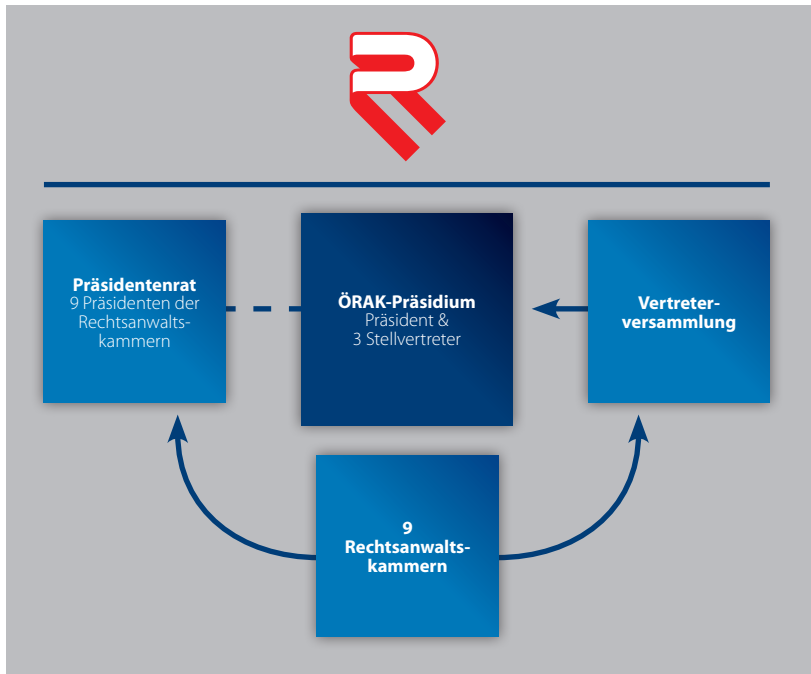 Präsidentenrat
9 Präsidenten der
Rechtsanwalts-
kammern
ÖRAK-Präsidium
Präsident &
3 Stellvertreter
Vertreter-
versammlung
9
Rechtsanwalts-
kammern